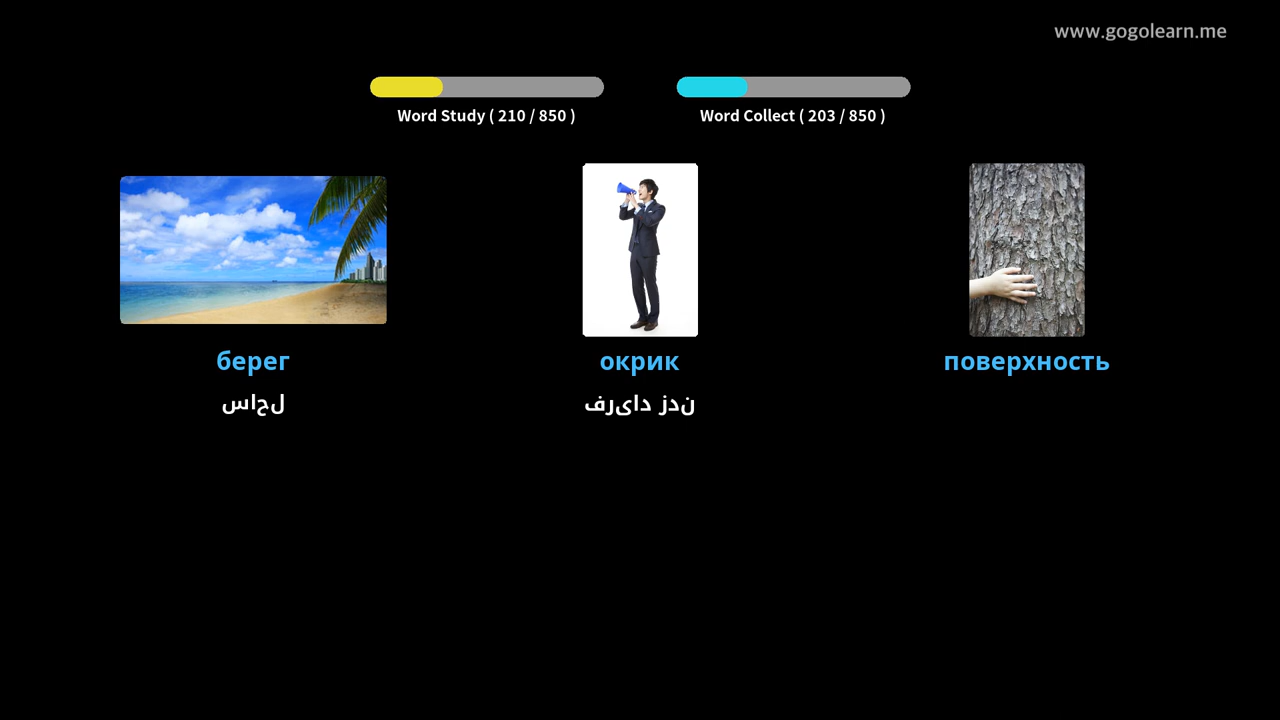 www.gogolearn.me
Word Study ( 210 / 850 )
Word Collect ( 203 / 850 )
берег
окрик
поверхность
ساحل
فریاد زدن